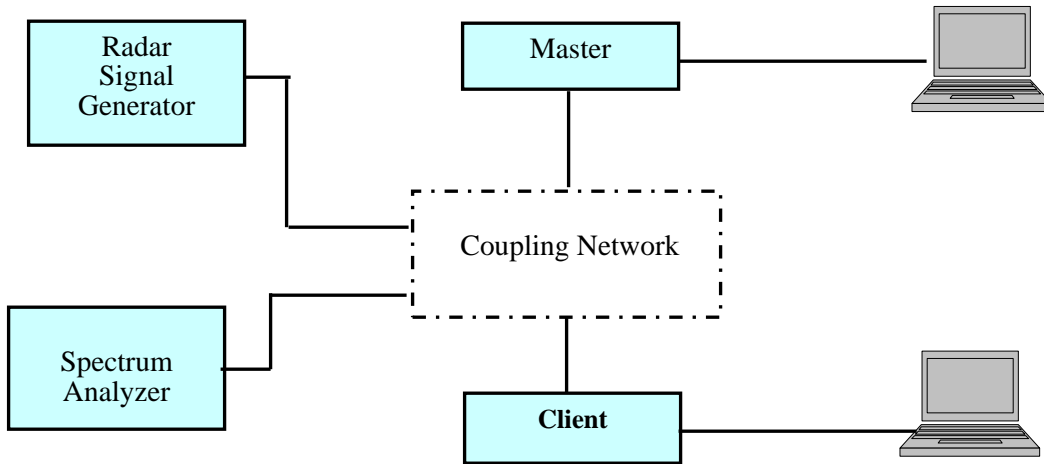 Radar
Signal
Generator
Master
Coupling Network
Spectrum
Analyzer
Client